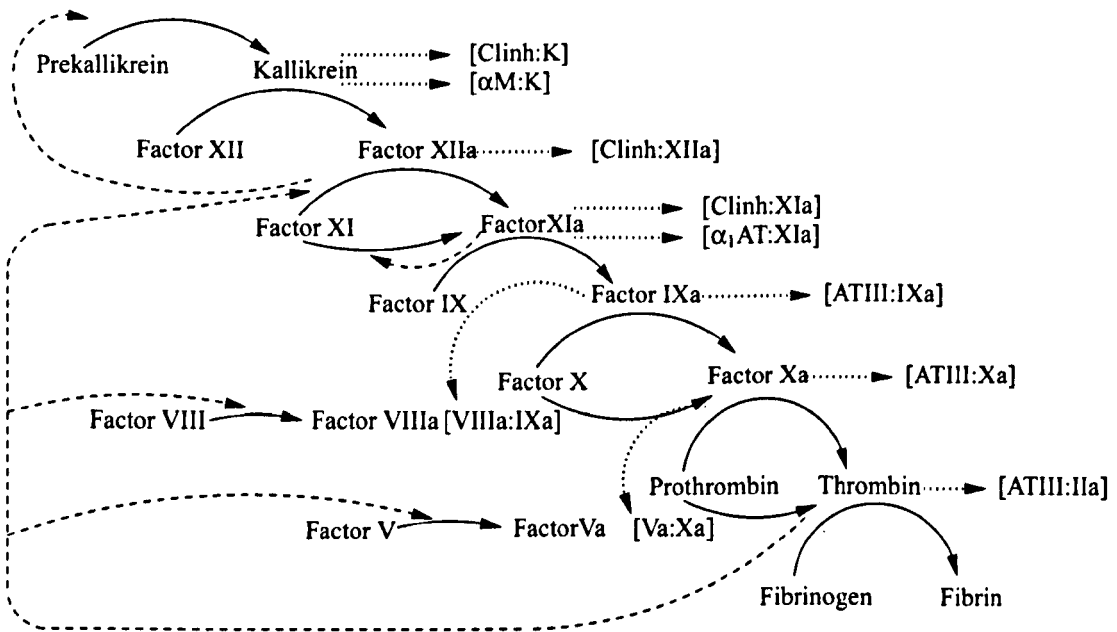 Prekallikrein
Kallikrein
[Clinh:K]
[αM:K]
Factor XII
Factor XIIa
[Clinh:XIIa]
Factor XI
FactorXIa
[Clinh:XIa]
[α₁AT:XIa]
Factor IX
Factor IXa
[ATIII:IXa]
Factor X
Factor Xa
[ATIII:Xa]
Factor VIII
Factor VIIIa [VIIIa:IXa]
Prothrombin
Thrombin
[ATIII:IIa]
Factor V
FactorVa
[Va:Xa]
Fibrinogen
Fibrin